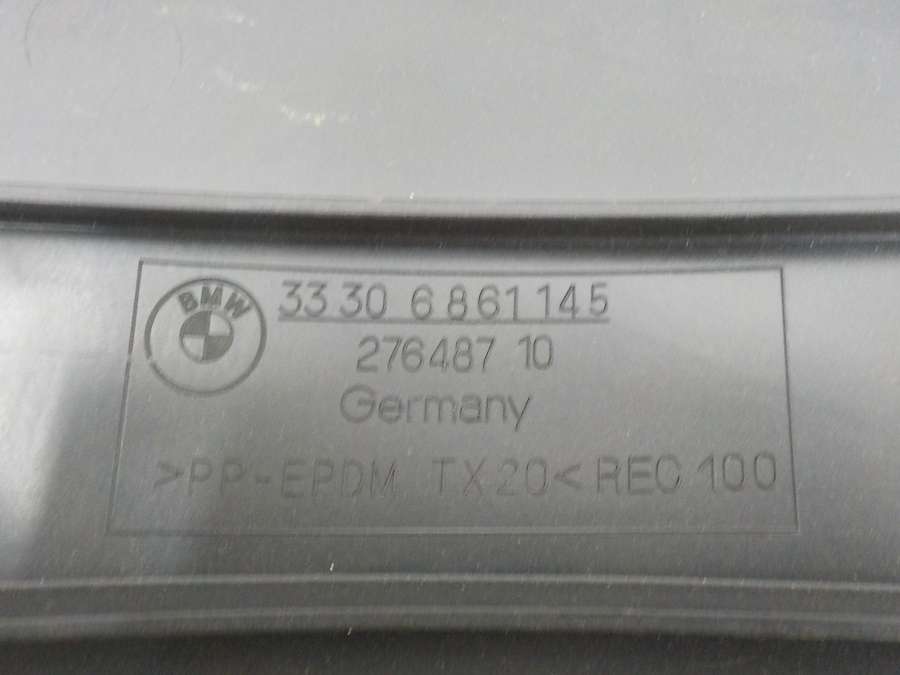 BMW
33 30 6 861 145
276487 10
Germany
>PP-EPDM TX20< REC 100